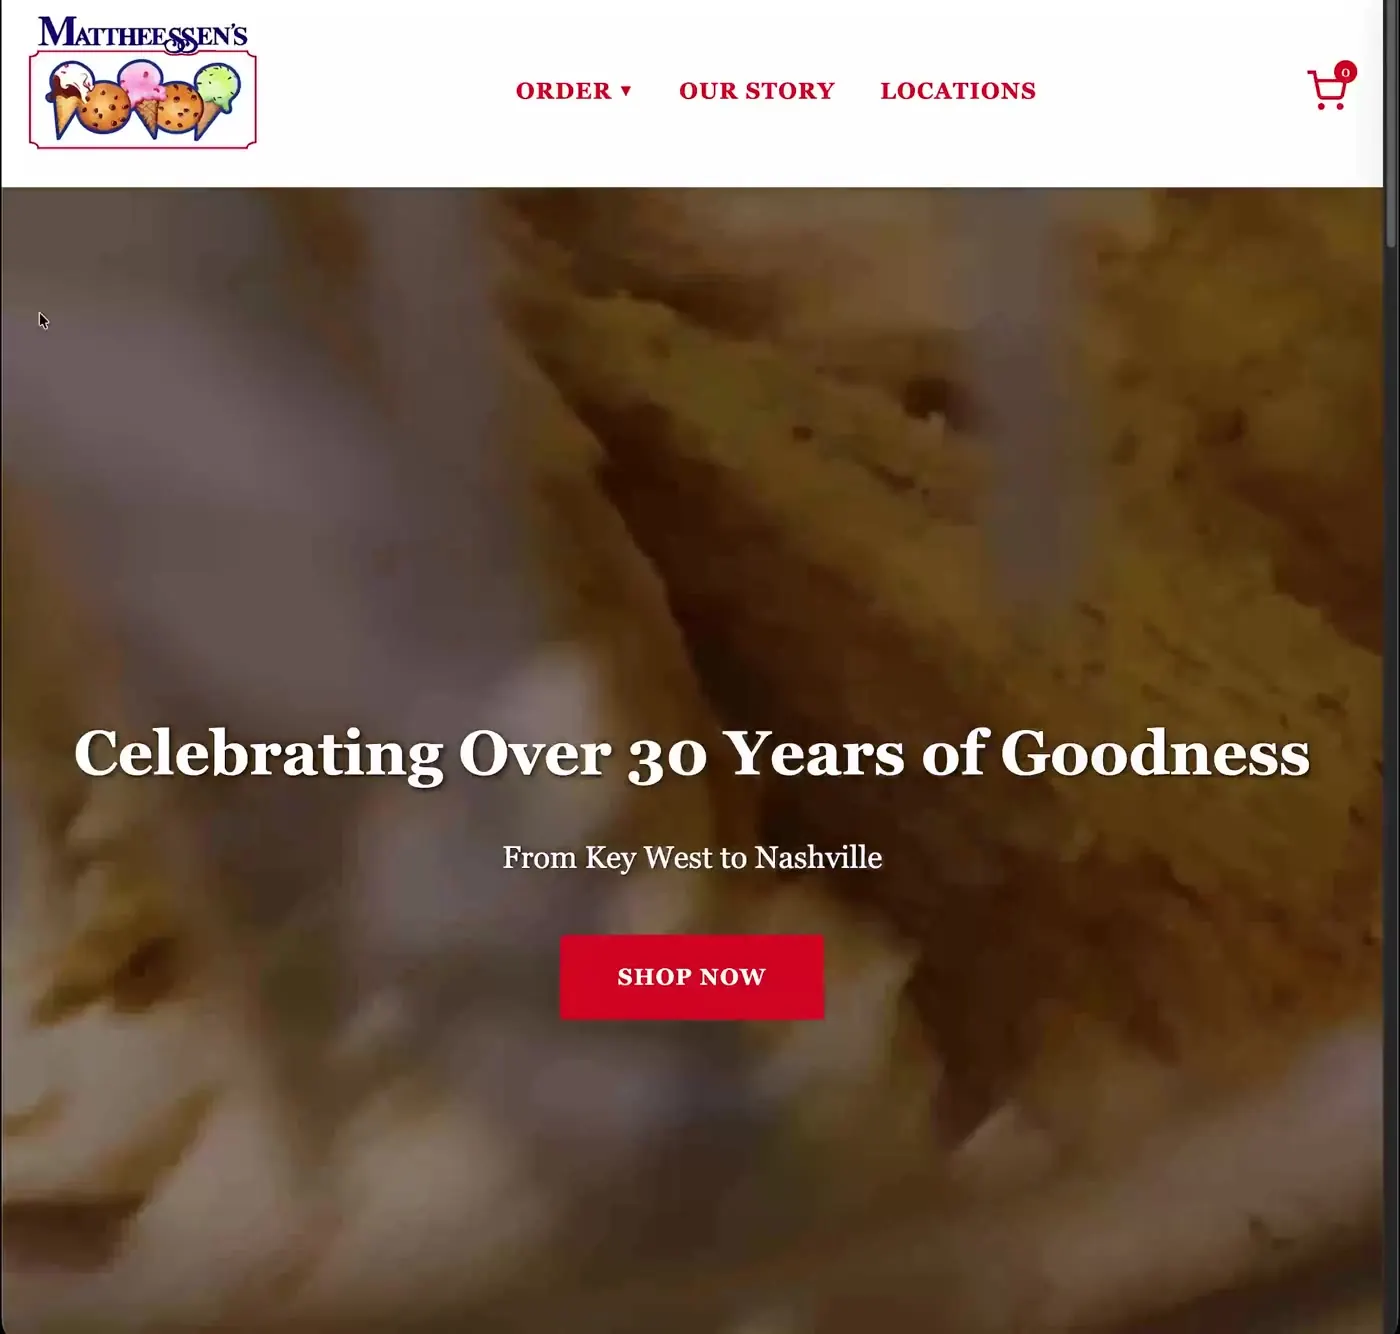 MATTHEESSEN'S
ORDER ▼
OUR STORY
LOCATIONS
0
Celebrating Over 30 Years of Goodness
From Key West to Nashville
SHOP NOW